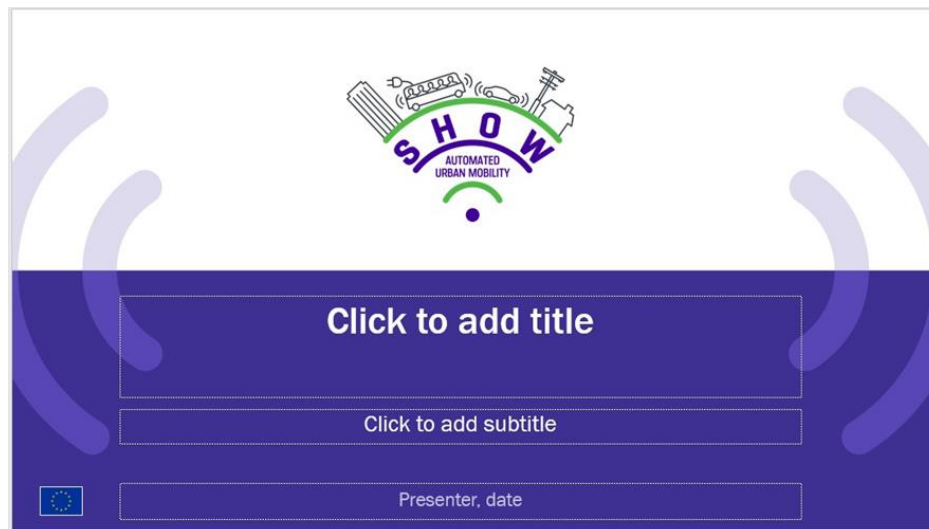 SHOW
AUTOMATED
URBAN MOBILITY
Click to add title
Click to add subtitle
Presenter, date